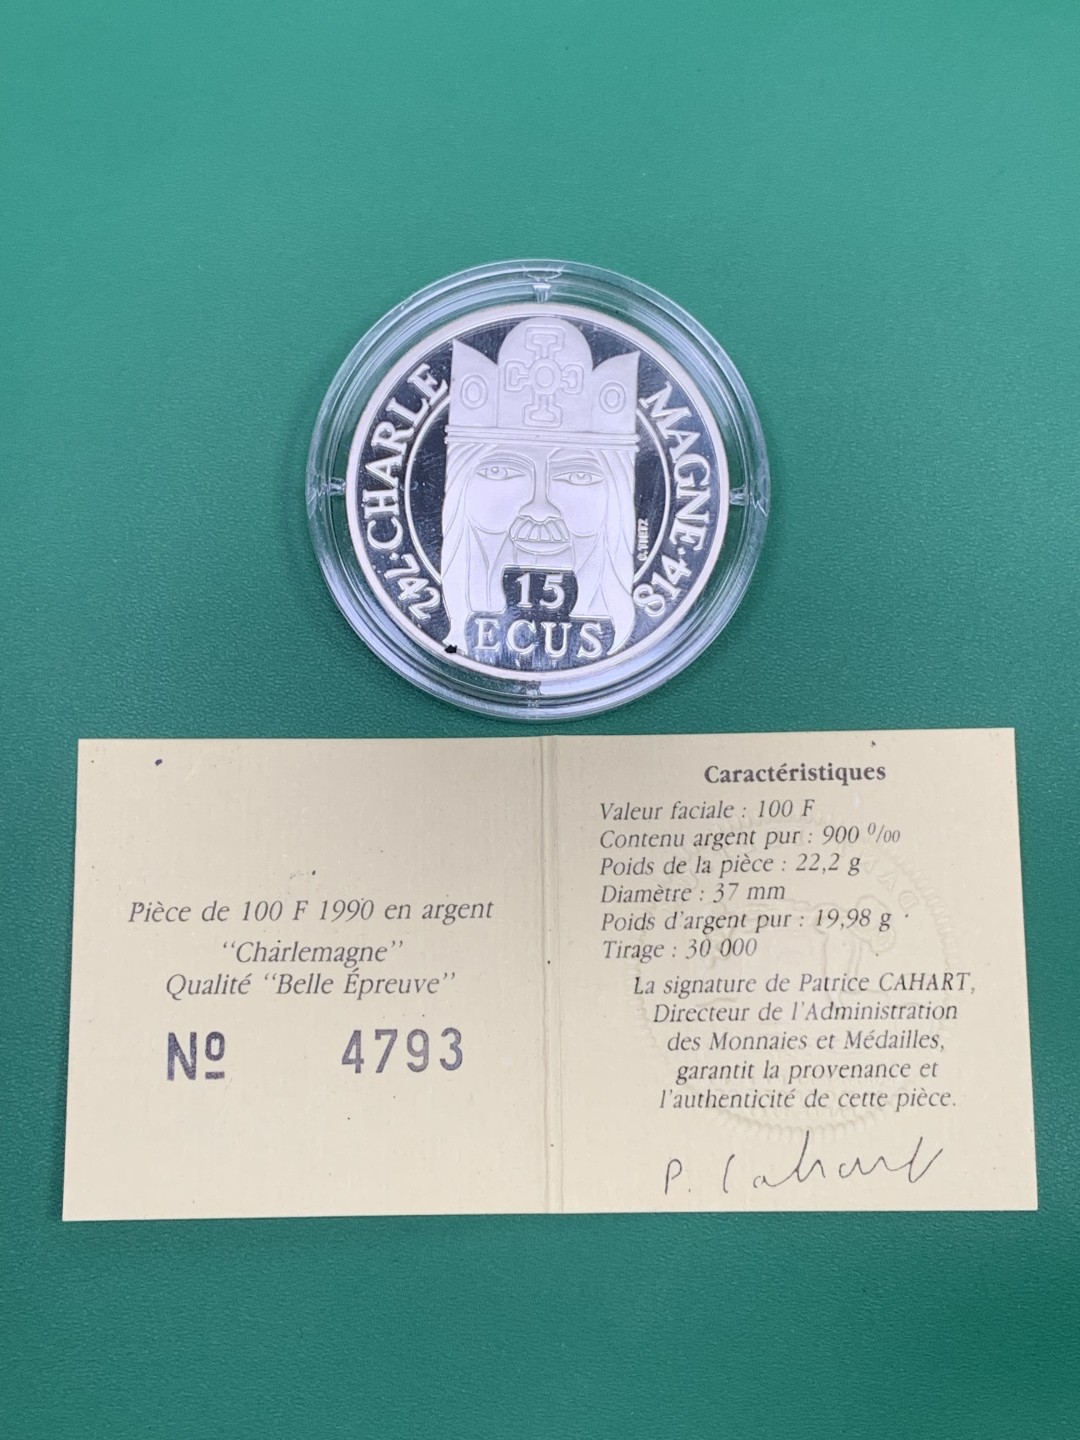 CHARLE
MAGNE
742
814
C.TIETZ
15
ECUS
Pièce de 100 F 1990 en argent
"Charlemagne"
Qualité "Belle Épreuve"
Nº 4793
Caractéristiques
Valeur faciale : 100 F
Contenu argent pur : 900 ⁰/₀₀
Poids de la pièce : 22,2 g
Diamètre : 37 mm
Poids d'argent pur : 19,98 g
Tirage : 30 000
La signature de Patrice CAHART,
Directeur de l'Administration
des Monnaies et Médailles,
garantit la provenance et
l'authenticité de cette pièce.
P. Cahart